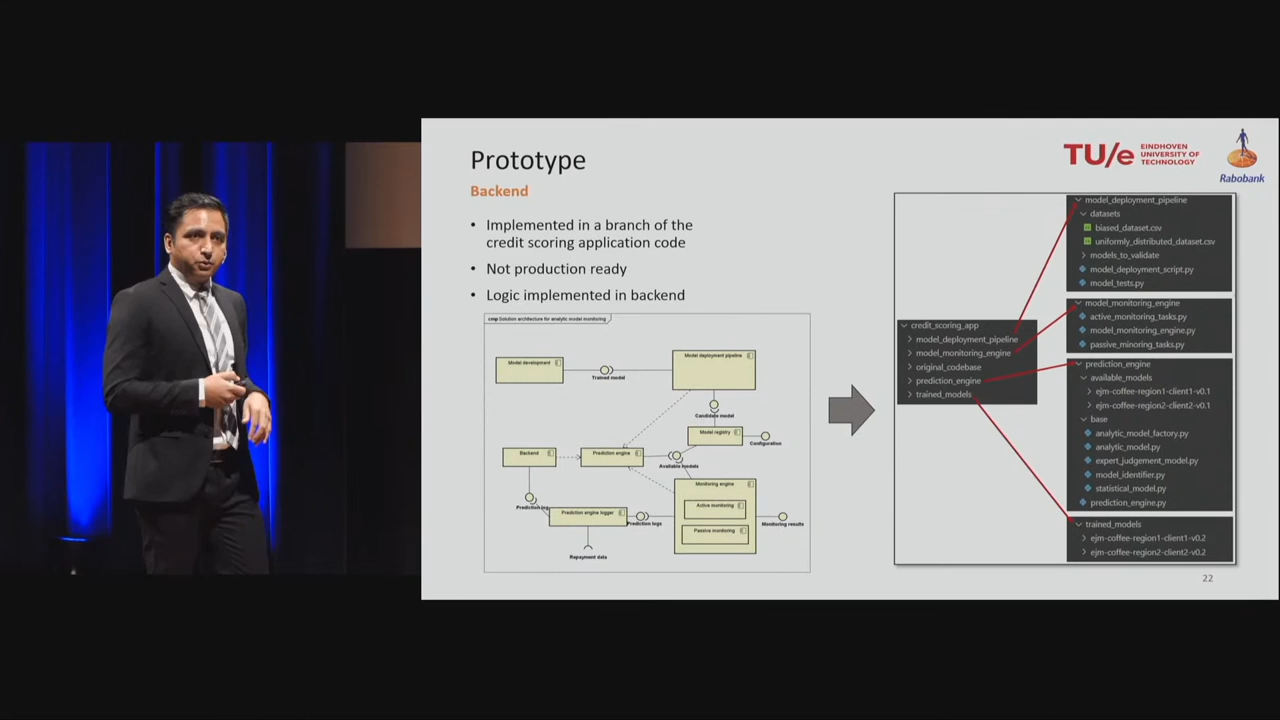 Prototype
Backend
• Implemented in a branch of the
credit scoring application code
• Not production ready
• Logic implemented in backend
TU/e EINDHOVEN
UNIVERSITY OF
TECHNOLOGY
Rabobank
cmp Solution architecture for analytic model monitoring
Model development
Trained model
Model deployment pipeline
Candidate model
Model registry
Configuration
Backend
Prediction engine
Available models
Monitoring engine
Active monitoring
Passive monitoring
Prediction log
Prediction engine logger
Prediction logs
Monitoring results
Repayment data
credit_scoring_app
model_deployment_pipeline
model_monitoring_engine
original_codebase
prediction_engine
trained_models
model_deployment_pipeline
datasets
biased_dataset.csv
uniformly_distributed_dataset.csv
models_to_validate
model_deployment_script.py
model_tests.py
model_monitoring_engine
active_monitoring_tasks.py
model_monitoring_engine.py
passive_minoring_tasks.py
prediction_engine
available_models
ejm-coffee-region1-client1-v0.1
ejm-coffee-region2-client2-v0.1
base
analytic_model_factory.py
analytic_model.py
expert_judgement_model.py
model_identifier.py
statistical_model.py
prediction_engine.py
trained_models
ejm-coffee-region1-client1-v0.2
ejm-coffee-region2-client2-v0.2
22